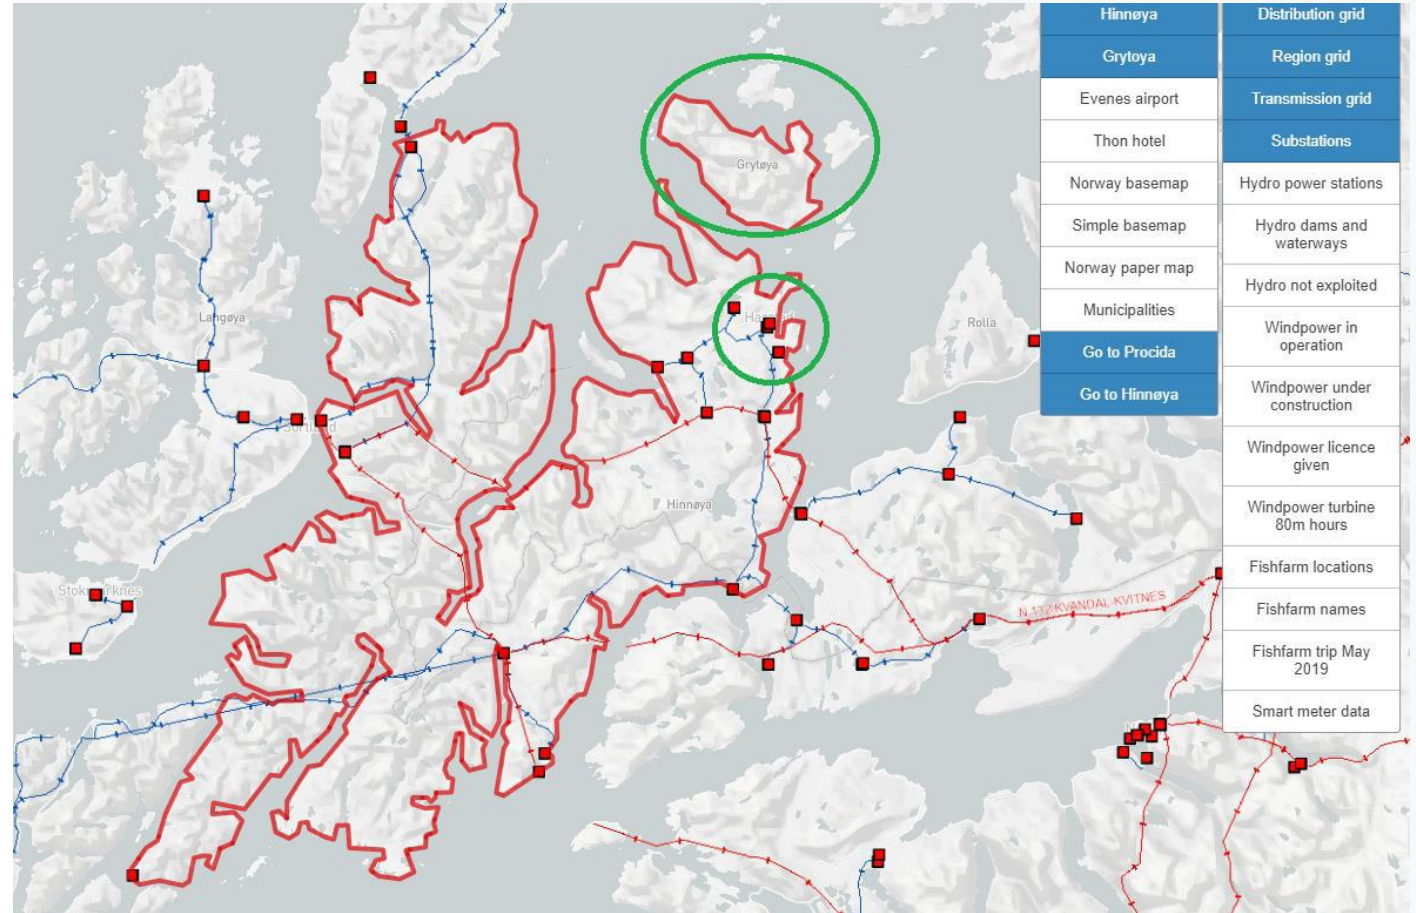 Hinnøya
Grytoya
Evenes airport
Thon hotel
Norway basemap
Simple basemap
Norway paper map
Municipalities
Go to Procida
Go to Hinnøya
Distribution grid
Region grid
Transmission grid
Substations
Hydro power stations
Hydro dams and
waterways
Hydro not exploited
Windpower in
operation
Windpower under
construction
Windpower licence
given
Windpower turbine
80m hours
Fishfarm locations
Fishfarm names
Fishfarm trip May
2019
Smart meter data
Grytøya
Langøya
Rolla
Hinnøya
N 132 KVANDAL-KVITNES